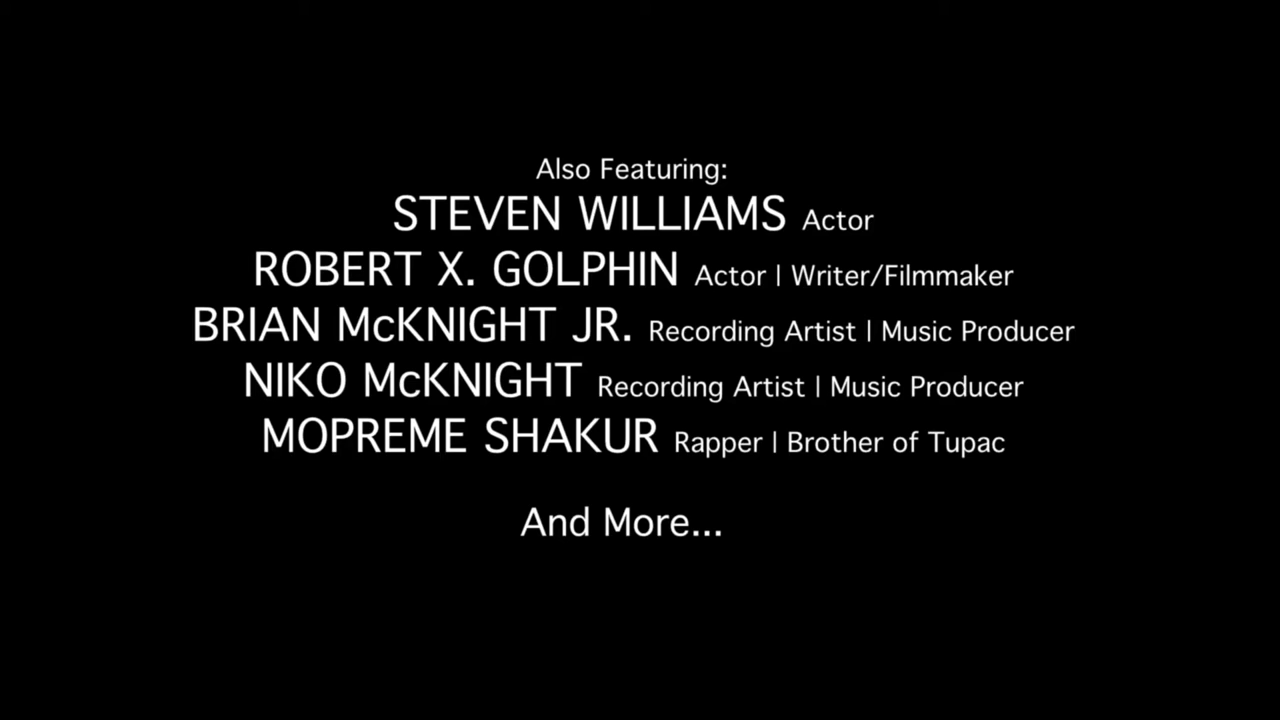 Also Featuring:
STEVEN WILLIAMS Actor
ROBERT X. GOLPHIN Actor | Writer/Filmmaker
BRIAN McKNIGHT JR. Recording Artist | Music Producer
NIKO McKNIGHT Recording Artist | Music Producer
MOPREME SHAKUR Rapper | Brother of Tupac
And More...